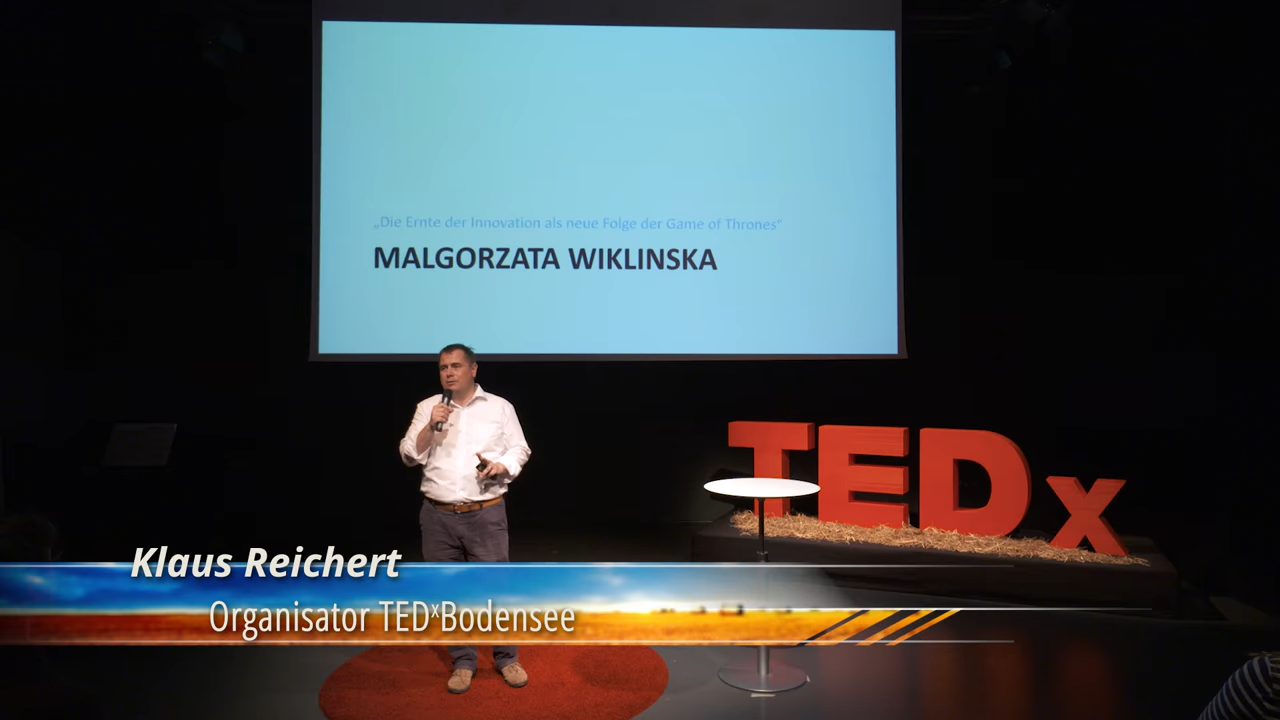 „Die Ernte der Innovation als neue Folge der Game of Thrones“
MALGORZATA WIKLINSKA
TEDx
Klaus Reichert
Organisator TEDxBodensee